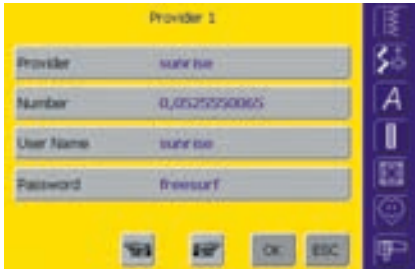 Provider 1
Provider sunrise
Number 0,0525550065
User Name sunrise
Password freesurf
OK ESC
A